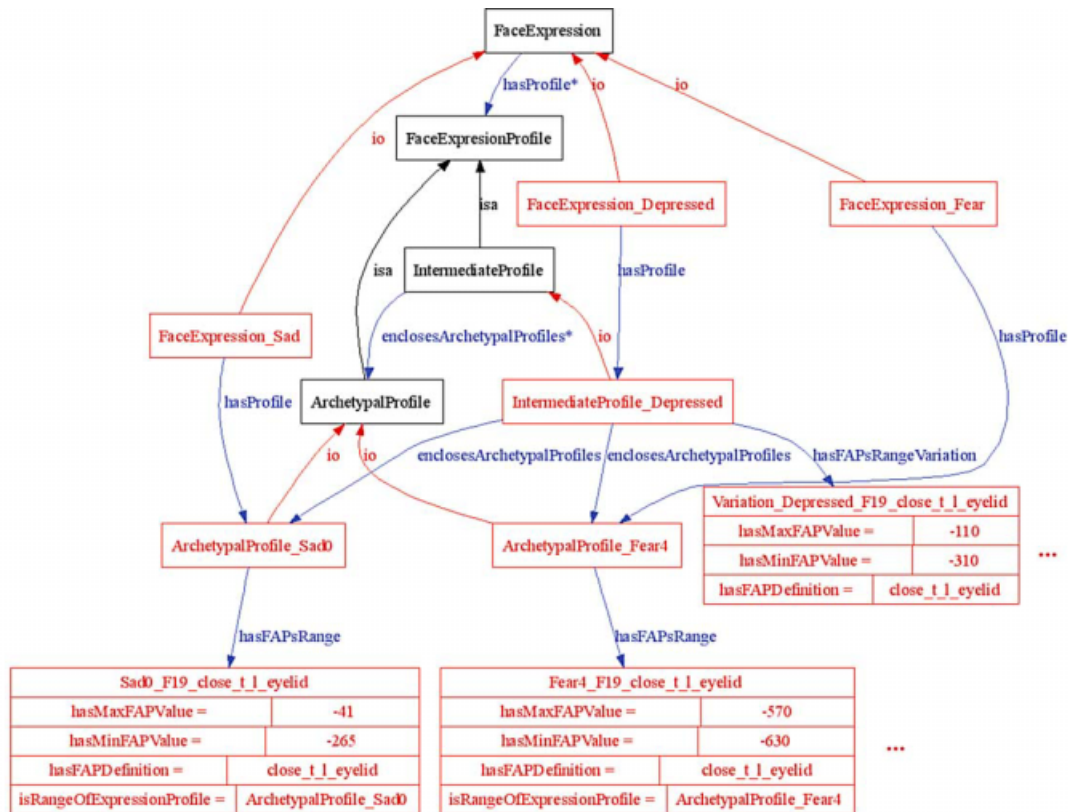 FaceExpression
hasProfile*
io
io
io
FaceExpresionProfile
isa
FaceExpression_Depressed
FaceExpression_Fear
isa
IntermediateProfile
hasProfile
FaceExpression_Sad
enclosesArchetypalProfiles*
io
hasProfile
hasProfile
ArchetypalProfile
IntermediateProfile_Depressed
io
io
enclosesArchetypalProfiles
enclosesArchetypalProfiles
hasFAPsRangeVariation
Variation_Depressed_F19_close_t_l_eyelid
hasMaxFAPValue = -110
hasMinFAPValue = -310
hasFAPDefinition = close_t_l_eyelid
...
ArchetypalProfile_Sad0
ArchetypalProfile_Fear4
hasFAPsRange
hasFAPsRange
Sad0_F19_close_t_l_eyelid
hasMaxFAPValue = -41
hasMinFAPValue = -265
hasFAPDefinition = close_t_l_eyelid
isRangeOfExpressionProfile = ArchetypalProfile_Sad0
Fear4_F19_close_t_l_eyelid
hasMaxFAPValue = -570
hasMinFAPValue = -630
hasFAPDefinition = close_t_l_eyelid
isRangeOfExpressionProfile = ArchetypalProfile_Fear4
...